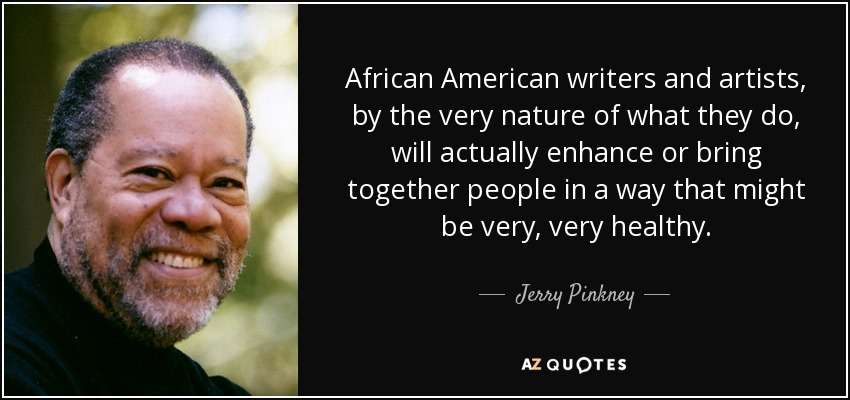 African American writers and artists,
by the very nature of what they do,
will actually enhance or bring
together people in a way that might
be very, very healthy.
Jerry Pinkney
AZ QUOTES